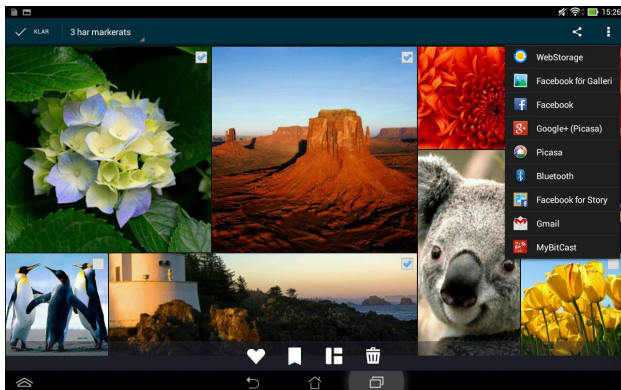 15:26
KLAR
3 har markerats
WebStorage
Facebook för Galleri
Facebook
Google+ (Picasa)
Picasa
Bluetooth
Facebook for Story
Gmail
MyBitCast